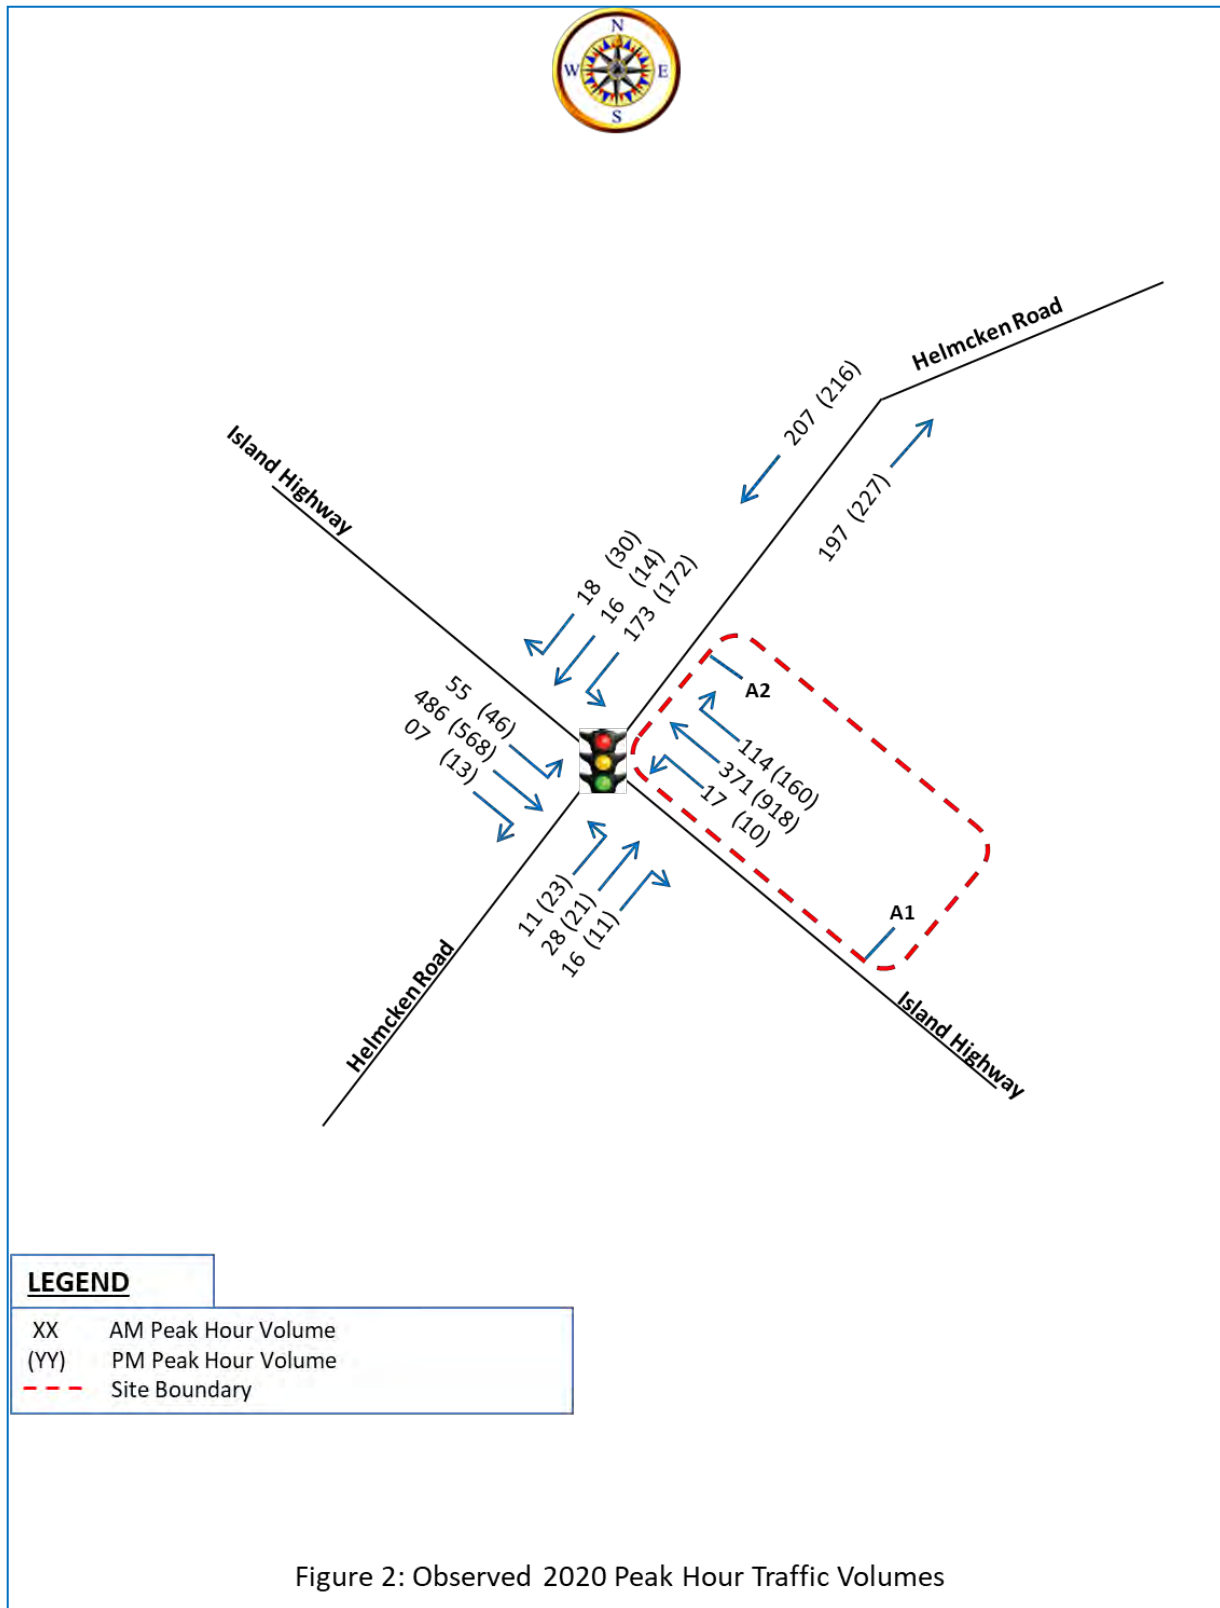 N
W E
S
Helmcken Road
207 (216)
197 (227)
Island Highway
18 (30)
16 (14)
173 (172)
55 (46)
486 (568)
07 (13)
A2
114 (160)
371 (918)
17 (10)
11 (23)
28 (21)
16 (11)
A1
Helmcken Road
Island Highway
LEGEND
XX AM Peak Hour Volume
(YY) PM Peak Hour Volume
Site Boundary
Figure 2: Observed 2020 Peak Hour Traffic Volumes